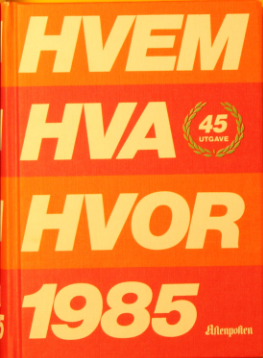 HVEM
HVA
45
UTGAVE
HVOR
1985
Aftenposten